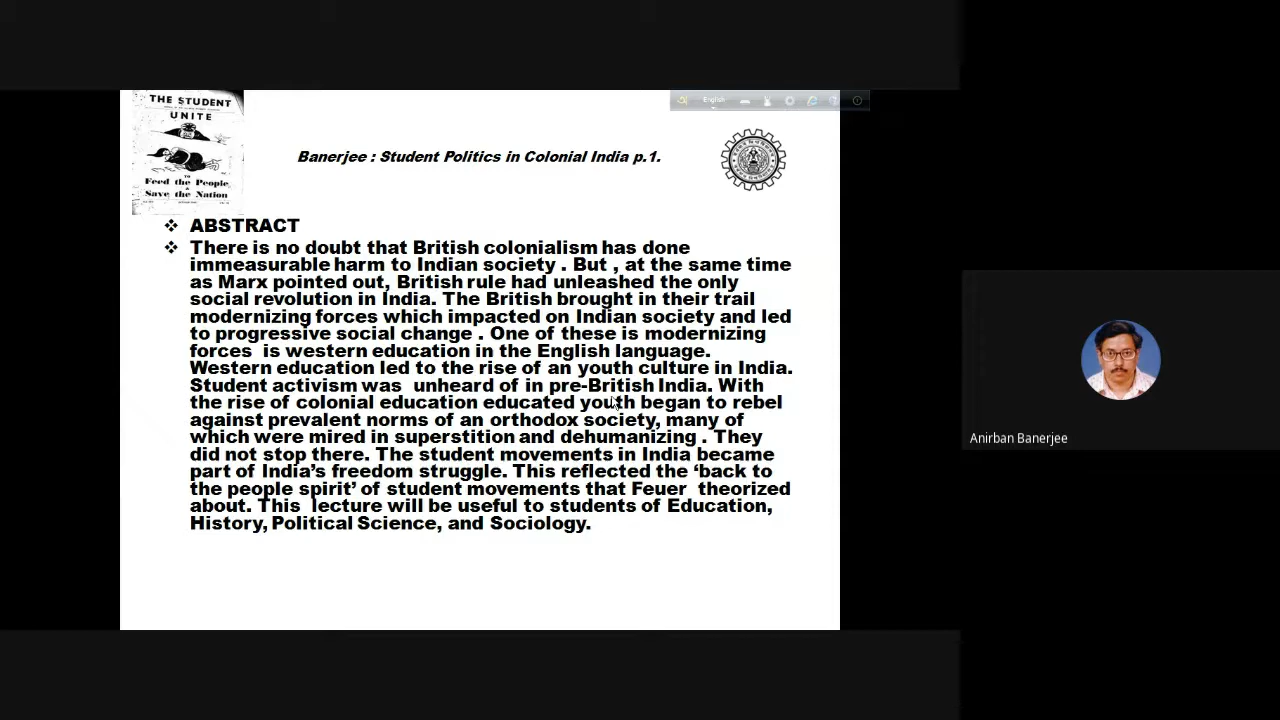 THE STUDENT
UNITE
TO
Feed the People
&
Save the Nation
English
Banerjee : Student Politics in Colonial India p.1.
❖ ABSTRACT
❖ There is no doubt that British colonialism has done
immeasurable harm to Indian society . But , at the same time
as Marx pointed out, British rule had unleashed the only
social revolution in India. The British brought in their trail
modernizing forces which impacted on Indian society and led
to progressive social change . One of these is modernizing
forces is western education in the English language.
Western education led to the rise of an youth culture in India.
Student activism was unheard of in pre-British India. With
the rise of colonial education educated youth began to rebel
against prevalent norms of an orthodox society, many of
which were mired in superstition and dehumanizing . They
did not stop there. The student movements in India became
part of India’s freedom struggle. This reflected the ‘back to
the people spirit’ of student movements that Feuer theorized
about. This lecture will be useful to students of Education,
History, Political Science, and Sociology.
Anirban Banerjee